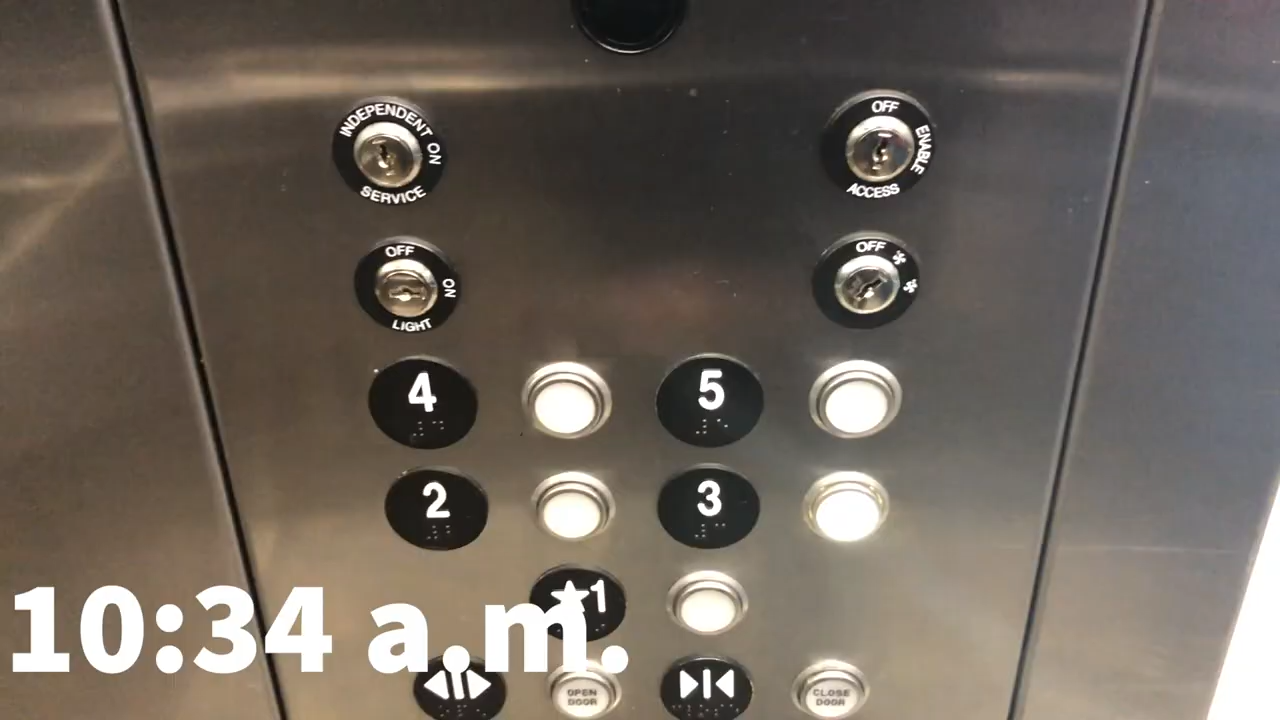 INDEPENDENT ON
SERVICE
OFF ENABLE
ACCESS
OFF ON
LIGHT
OFF
4 5
2 3
★1
10:34 a.m.
OPEN DOOR
CLOSE DOOR